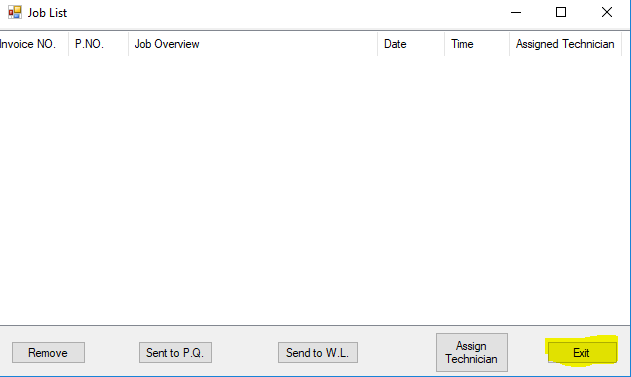 Job List
Invoice NO. P.NO. Job Overview Date Time Assigned Technician
Remove Sent to P.Q. Send to W.L. Assign Technician Exit